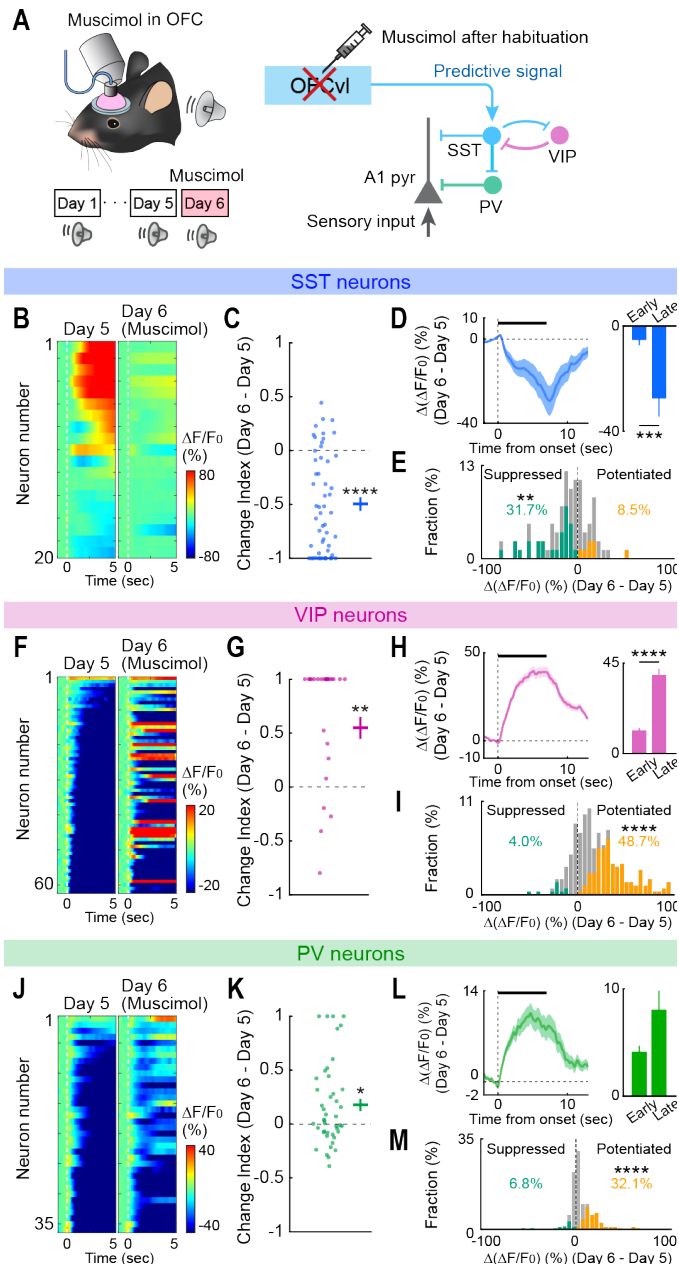 A
Muscimol in OFC
Muscimol after habituation
OFCvl
Predictive signal
SST
VIP
A1 pyr
PV
Sensory input
Muscimol
Day 1
· · ·
Day 5
Day 6
SST neurons
B
Day 5
Day 6
(Muscimol)
Neuron number
1
20
0
5
0
5
Time (sec)
ΔF/F0
(%)
80
-80
C
Change Index (Day 6 - Day 5)
1
0
-0.5
-1
****
D
Δ(ΔF/F0) (%)
(Day 6 - Day 5)
10
0
-40
0
10
Time from onset (sec)
Early
Late
0
-40
***
E
Fraction (%)
13
0
Suppressed
**
31.7%
Potentiated
8.5%
-100
0
100
Δ(ΔF/F0) (%) (Day 6 - Day 5)
VIP neurons
F
Day 5
Day 6
(Muscimol)
Neuron number
1
60
0
5
0
5
Time (sec)
ΔF/F0
(%)
20
-20
G
Change Index (Day 6 - Day 5)
1
0.5
0
0.5
-1
**
H
Δ(ΔF/F0) (%)
(Day 6 - Day 5)
50
0
-10
0
10
Time from onset (sec)
****
45
0
Early
Late
I
Fraction (%)
11
0
Suppressed
4.0%
Potentiated
****
48.7%
-100
0
100
Δ(ΔF/F0) (%) (Day 6 - Day 5)
PV neurons
J
Day 5
Day 6
(Muscimol)
Neuron number
1
35
0
5
0
5
Time (sec)
ΔF/F0
(%)
40
-40
K
Change Index (Day 6 - Day 5)
1
0.5
0
-0.5
-1
*
L
Δ(ΔF/F0) (%)
(Day 6 - Day 5)
14
0
-2
0
10
Time from onset (sec)
10
0
Early
Late
M
Fraction (%)
35
0
Suppressed
6.8%
Potentiated
****
32.1%
-100
0
100
Δ(ΔF/F0) (%) (Day 6 - Day 5)